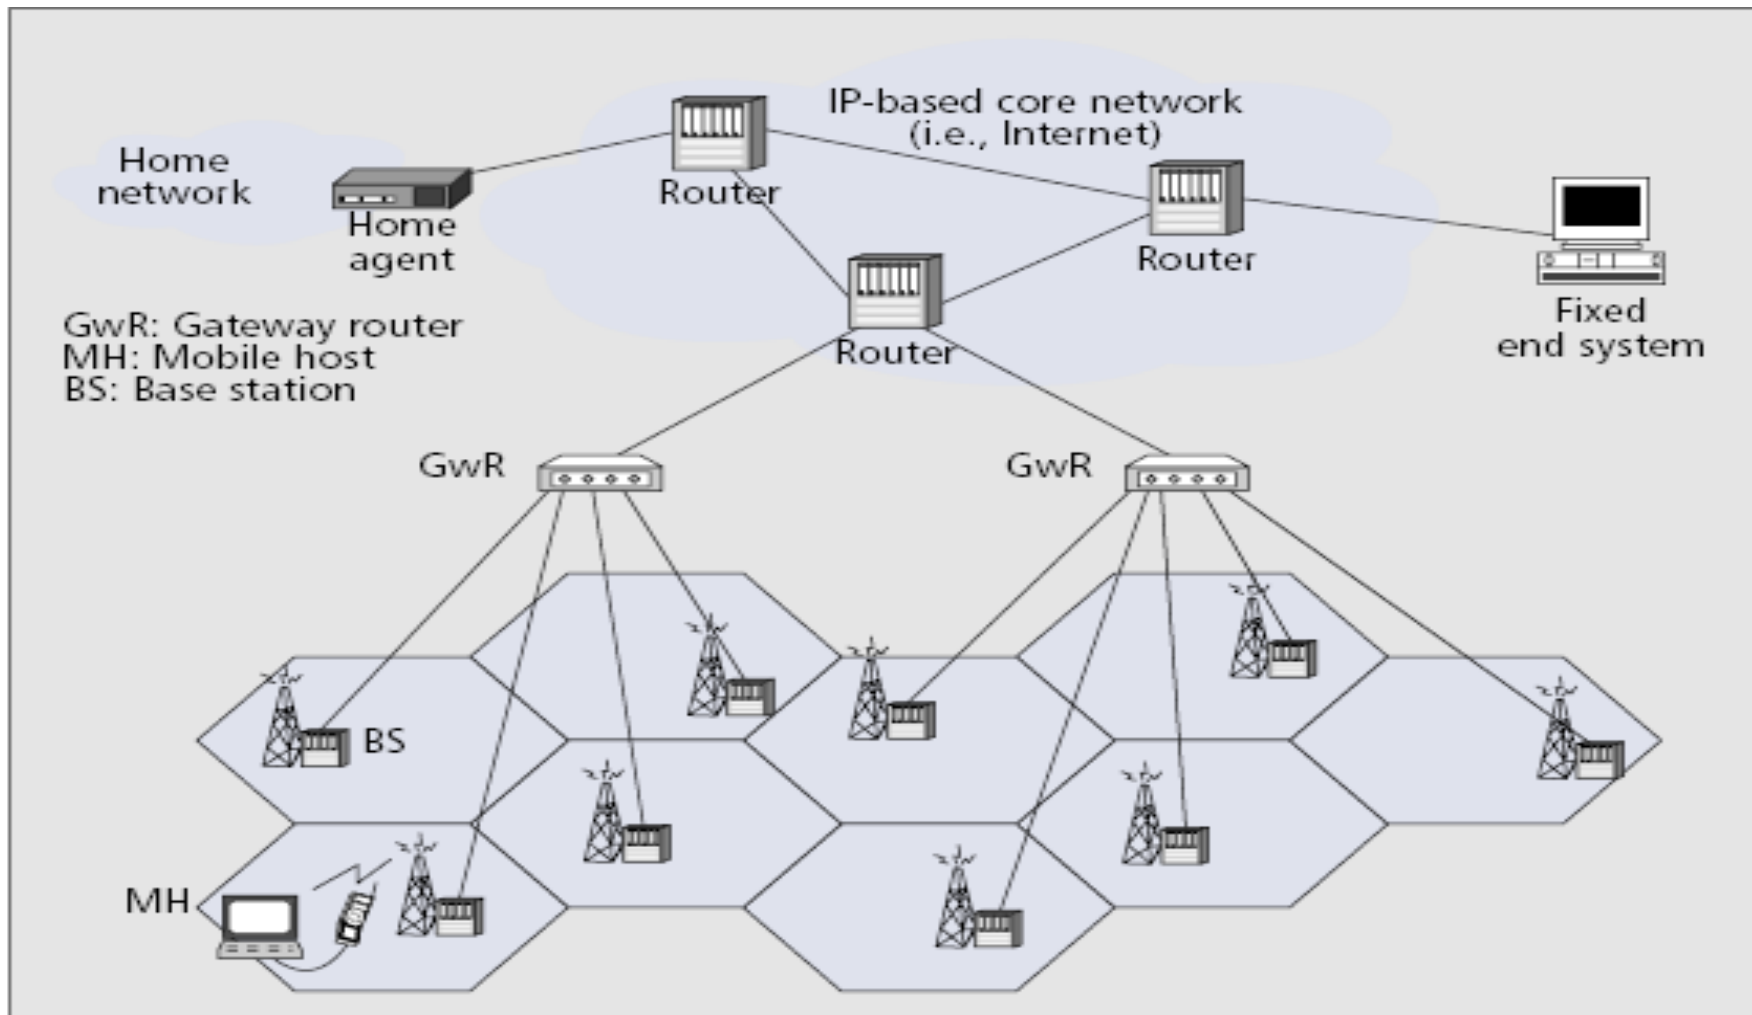 IP-based core network
(i.e., Internet)
Home
network
Home
agent
Router
Router
Router
Fixed
end system
GwR: Gateway router
MH: Mobile host
BS: Base station
GwR
GwR
BS
MH